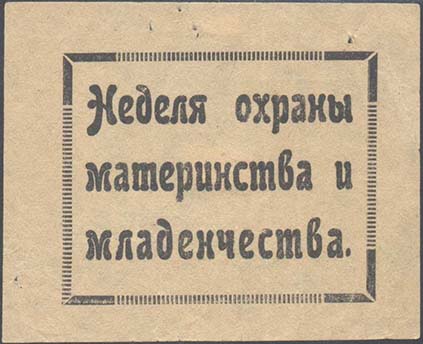 Неделя охраны
материнства и
младенчества.